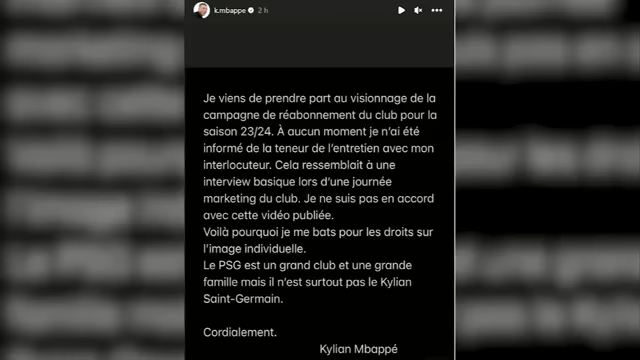 k.mbappe 2 h
Je viens de prendre part au visionnage de la
campagne de réabonnement du club pour la
saison 23/24. À aucun moment je n'ai été
informé de la teneur de l'entretien avec mon
interlocuteur. Cela ressemblait à une
interview basique lors d'une journée
marketing du club. Je ne suis pas en accord
avec cette vidéo publiée.
Voilà pourquoi je me bats pour les droits sur
l'image individuelle.
Le PSG est un grand club et une grande
famille mais il n'est surtout pas le Kylian
Saint-Germain.
Cordialement.
Kylian Mbappé